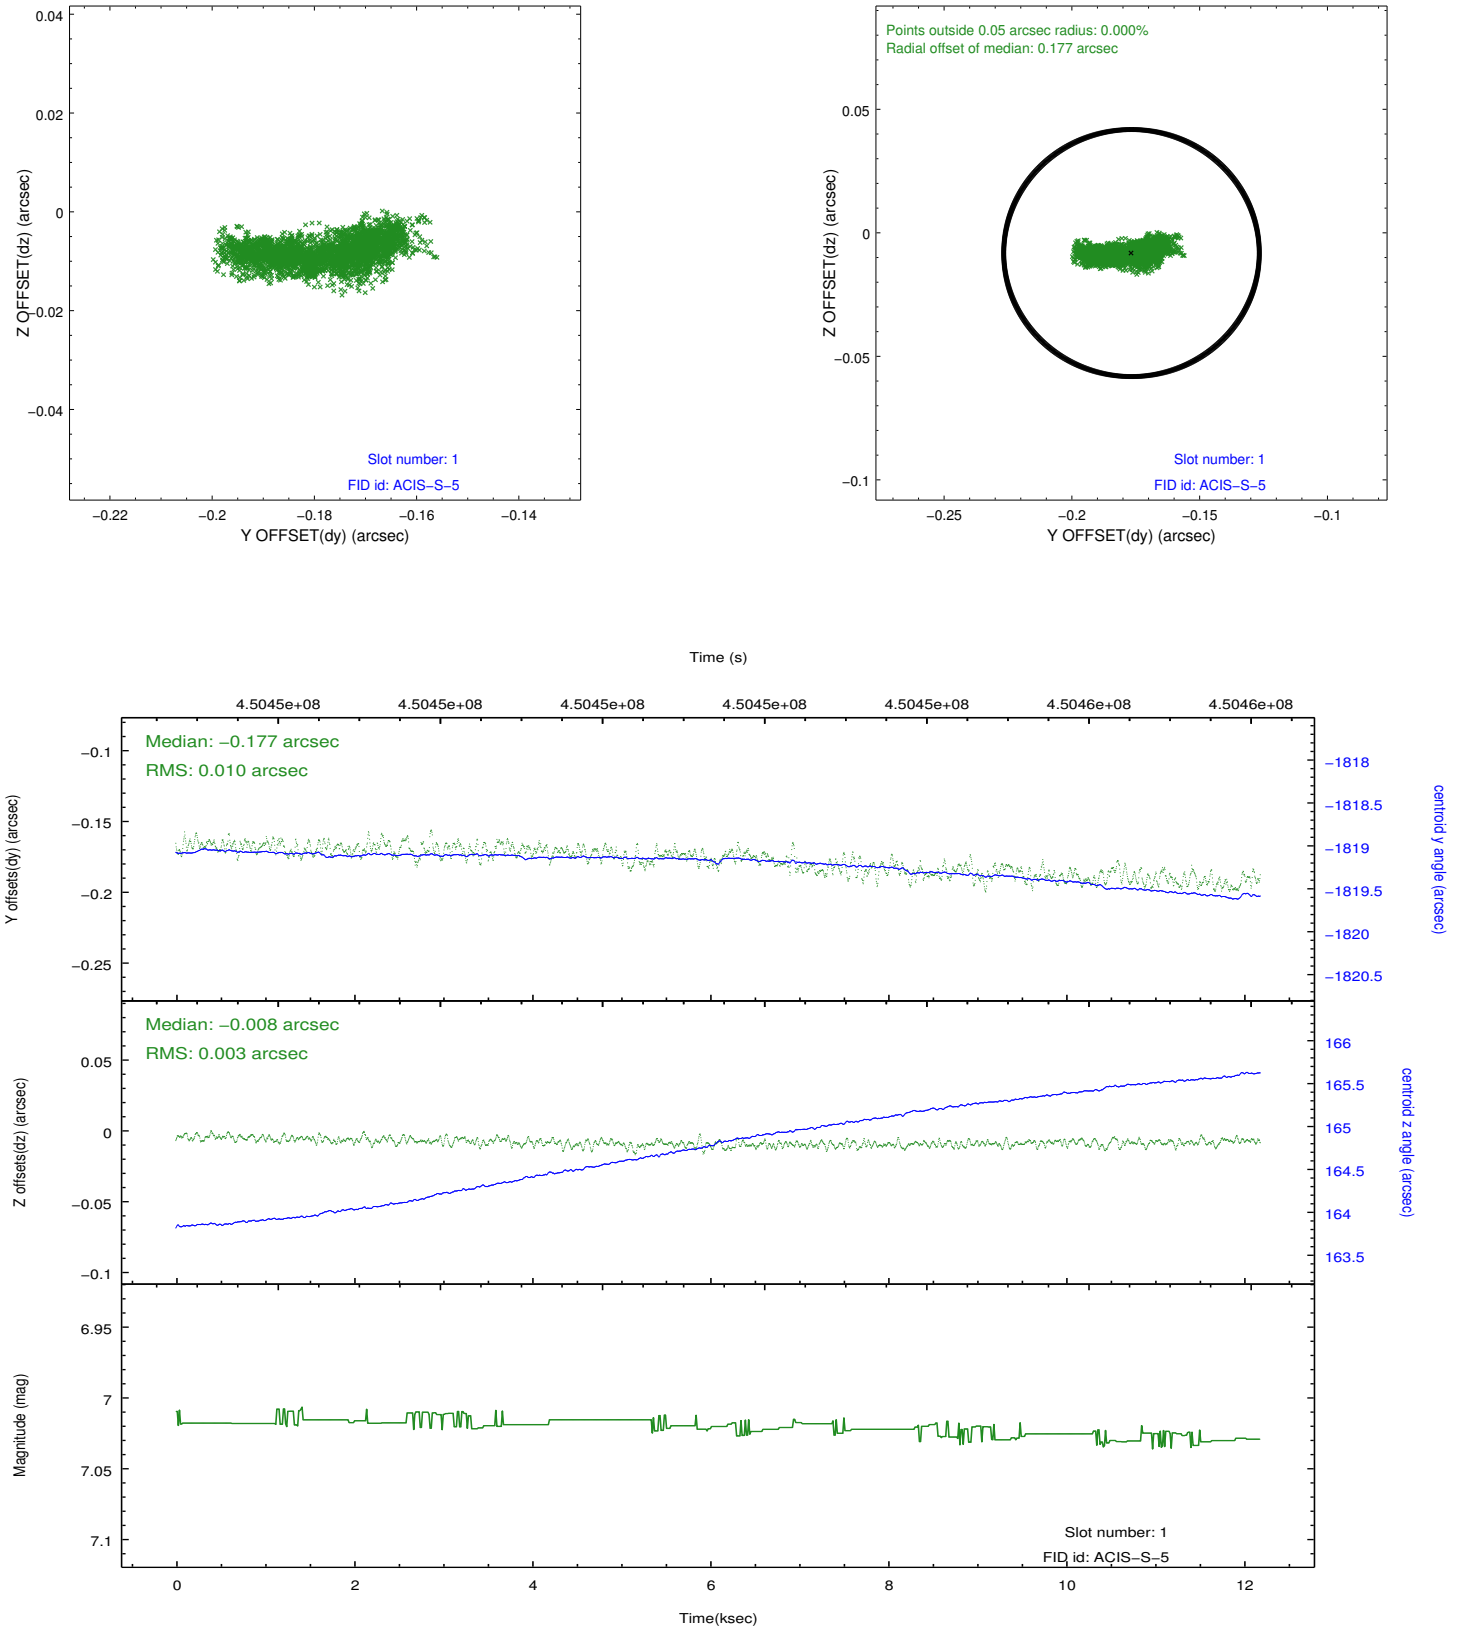 0.04
0.02
0
−0.02
−0.04
Z OFFSET(dz) (arcsec)
Slot number: 1
FID id: ACIS−S−5
−0.22 −0.2 −0.18 −0.16 −0.14
Y OFFSET(dy) (arcsec)
Points outside 0.05 arcsec radius: 0.000%
Radial offset of median: 0.177 arcsec
0.05
0
−0.05
−0.1
Z OFFSET(dz) (arcsec)
Slot number: 1
FID id: ACIS−S−5
−0.25 −0.2 −0.15 −0.1
Y OFFSET(dy) (arcsec)
Time (s)
4.5045e+08 4.5045e+08 4.5045e+08 4.5045e+08 4.5045e+08 4.5046e+08 4.5046e+08
Median: −0.177 arcsec
RMS: 0.010 arcsec
−0.1
−0.15
−0.2
−0.25
Y offsets(dy) (arcsec)
−1818
−1818.5
−1819
−1819.5
−1820
−1820.5
centroid y angle (arcsec)
Median: −0.008 arcsec
RMS: 0.003 arcsec
0.05
0
−0.05
−0.1
Z offsets(dz) (arcsec)
166
165.5
165
164.5
164
163.5
centroid z angle (arcsec)
6.95
7
7.05
7.1
Magnitude (mag)
Slot number: 1
FID id: ACIS−S−5
0 2 4 6 8 10 12
Time(ksec)